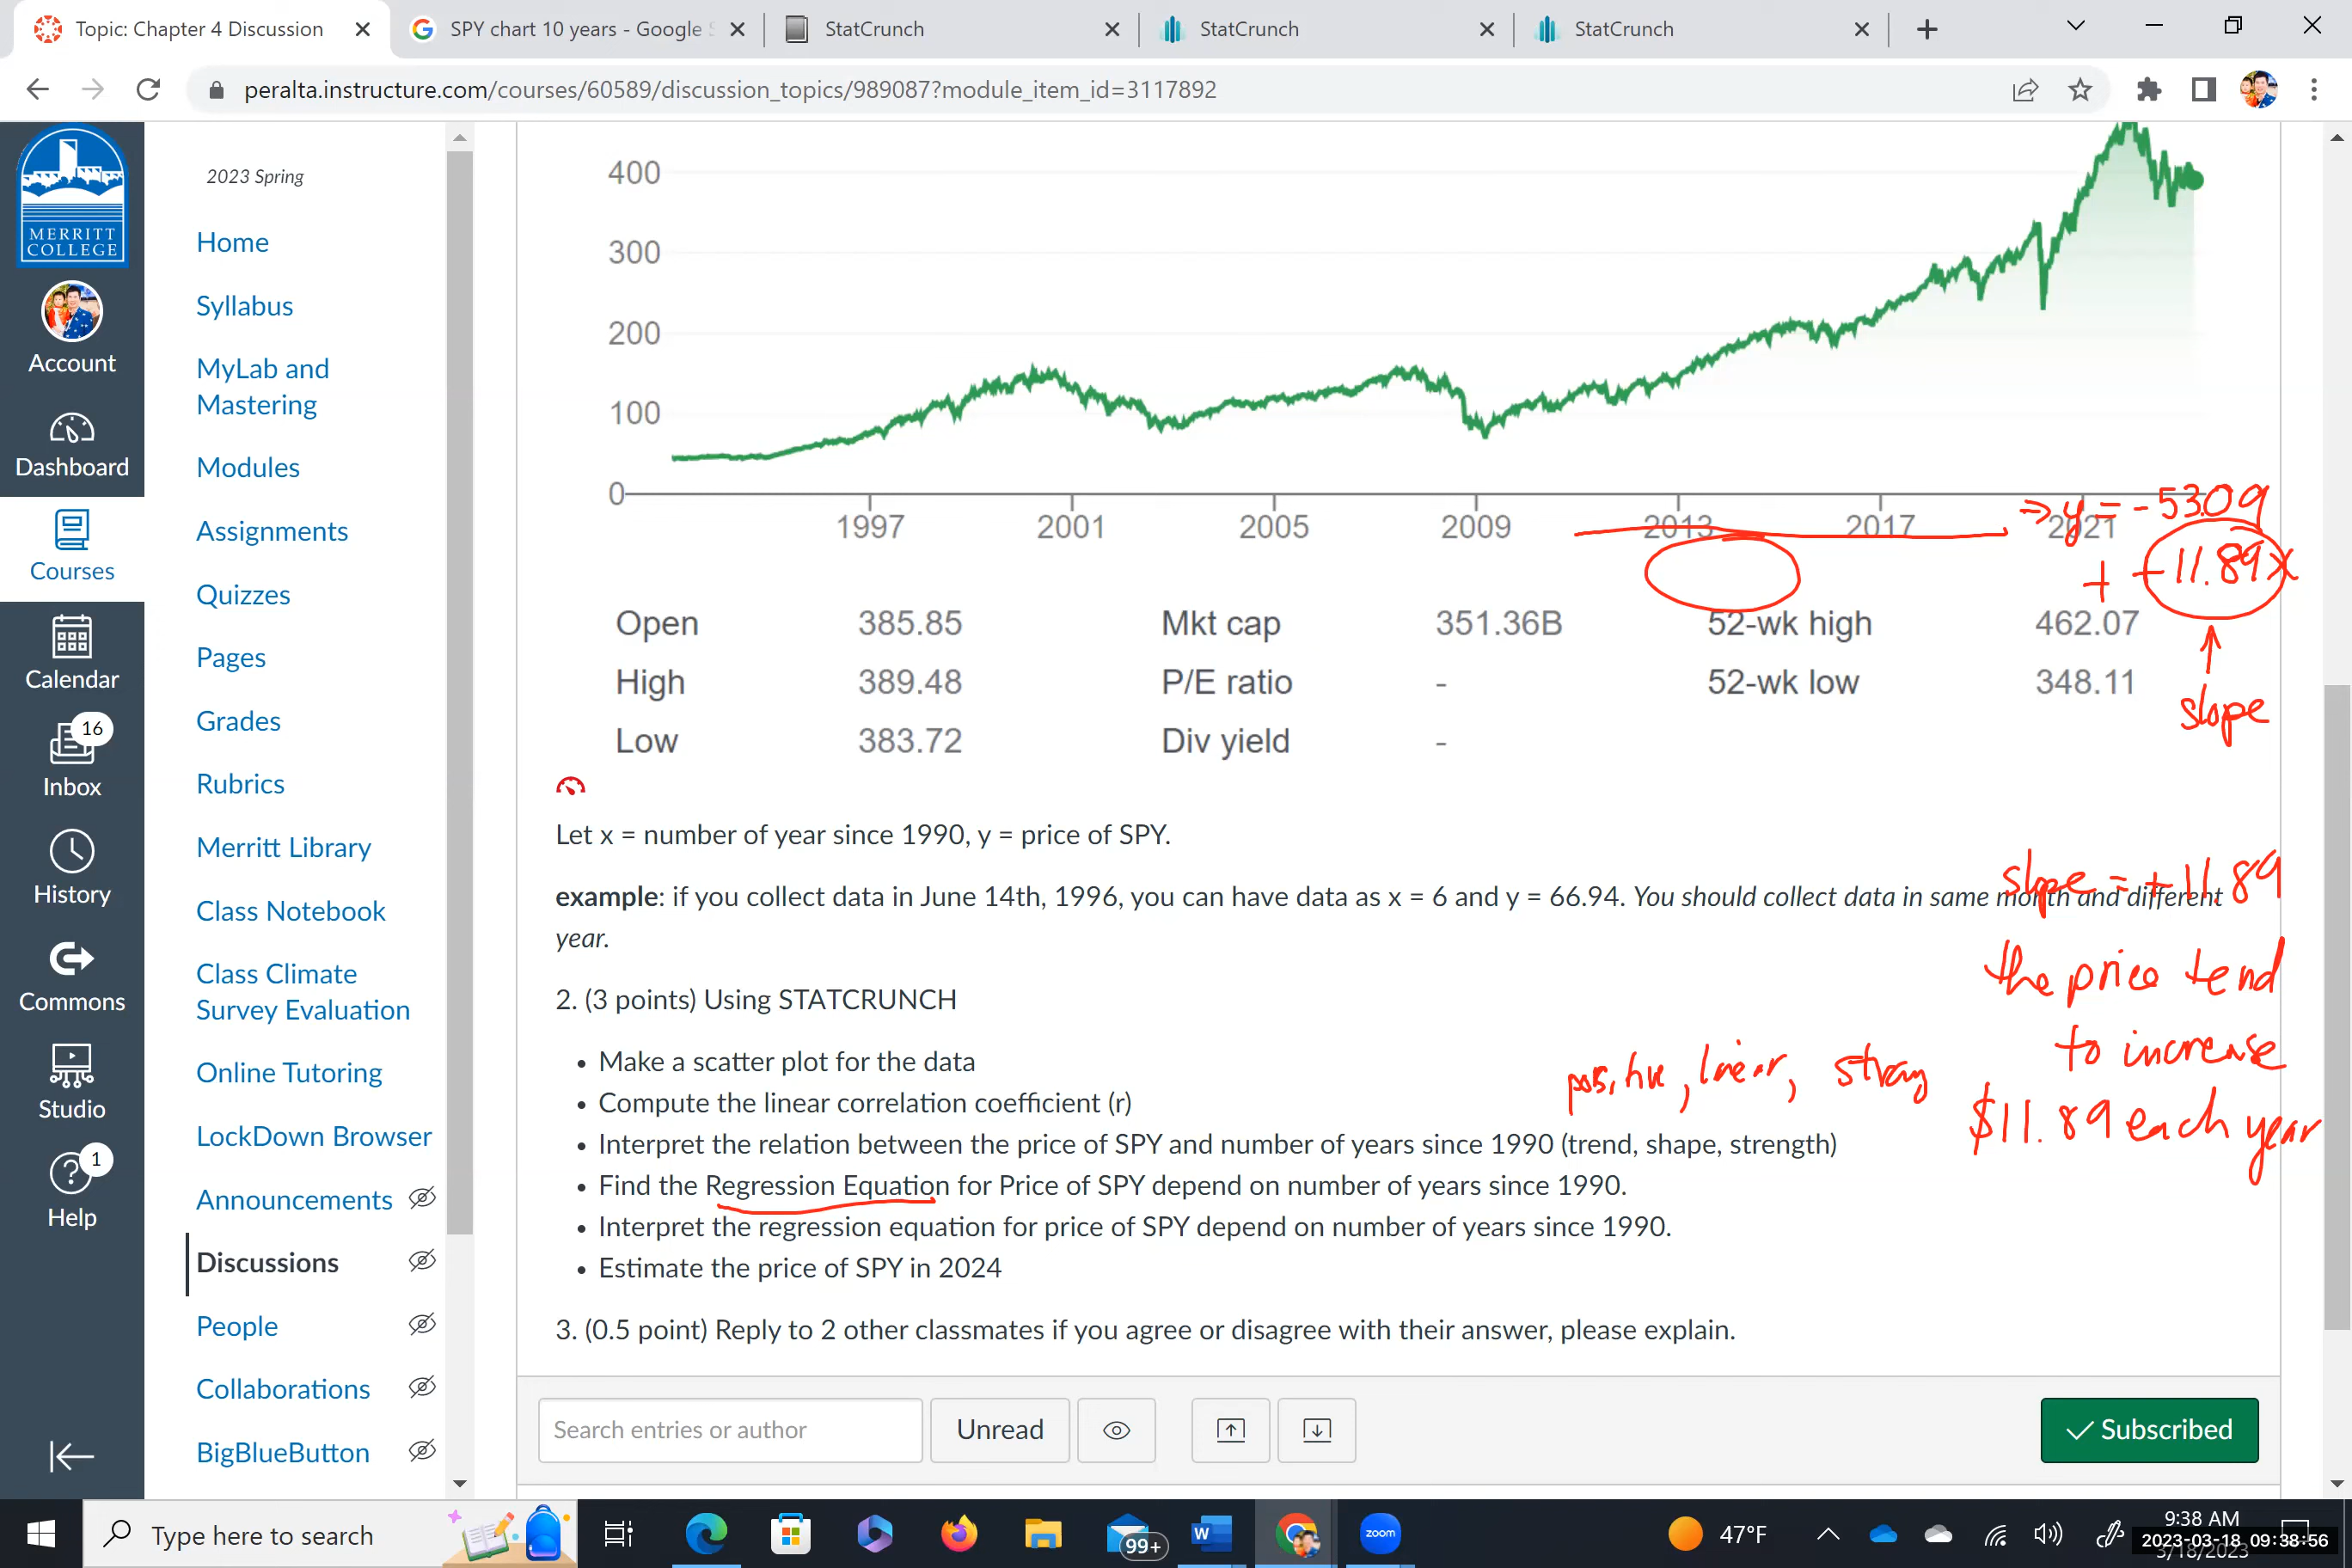 Topic: Chapter 4 Discussion
SPY chart 10 years - Google S
StatCrunch
StatCrunch
StatCrunch
peralta.instructure.com/courses/60589/discussion_topics/989087?module_item_id=3117892
MERRITT
COLLEGE
Account
Dashboard
Courses
Calendar
16
Inbox
History
Commons
Studio
1
Help
2023 Spring
Home
Syllabus
MyLab and
Mastering
Modules
Assignments
Quizzes
Pages
Grades
Rubrics
Merritt Library
Class Notebook
Class Climate
Survey Evaluation
Online Tutoring
LockDown Browser
Announcements
Discussions
People
Collaborations
BigBlueButton
400
300
200
100
0
1997 2001 2005 2009 2013 2017 2021
⇒ y = -53.09
+ +11.89x
slope
Open 385.85 Mkt cap 351.36B 52-wk high 462.07
High 389.48 P/E ratio - 52-wk low 348.11
Low 383.72 Div yield -
Let x = number of year since 1990, y = price of SPY.
slope = +11.89
example: if you collect data in June 14th, 1996, you can have data as x = 6 and y = 66.94. You should collect data in same month and different
year.
the price tend
to increase
$11.89 each year
2. (3 points) Using STATCRUNCH
• Make a scatter plot for the data
positive, linear, strong
• Compute the linear correlation coefficient (r)
• Interpret the relation between the price of SPY and number of years since 1990 (trend, shape, strength)
• Find the Regression Equation for Price of SPY depend on number of years since 1990.
• Interpret the regression equation for price of SPY depend on number of years since 1990.
• Estimate the price of SPY in 2024
3. (0.5 point) Reply to 2 other classmates if you agree or disagree with their answer, please explain.
Search entries or author
Unread
Subscribed
Type here to search
99+
W
zoom
47°F
9:38 AM
3/18/2023
2023-03-18 09:38:56